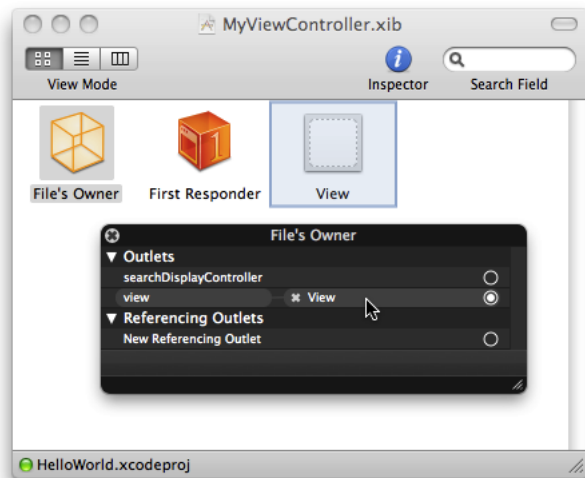 MyViewController.xib
View Mode
Inspector
Search Field
File's Owner
First Responder
1
View
File's Owner
Outlets
searchDisplayController
view
View
Referencing Outlets
New Referencing Outlet
HelloWorld.xcodeproj